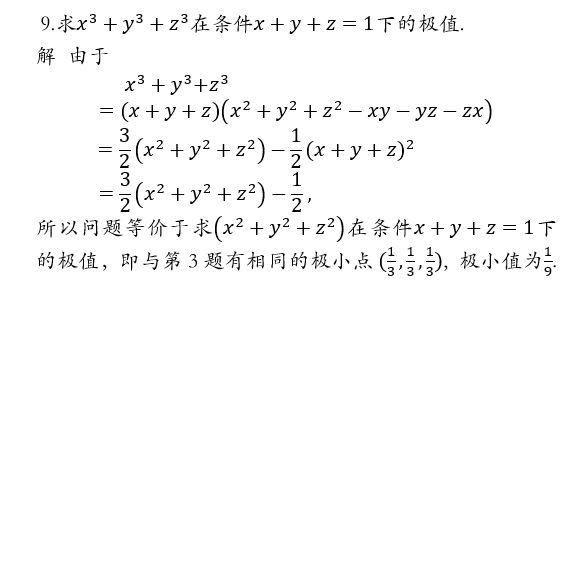 9.求x³ + y³ + z³在条件x + y + z = 1下的极值.
解 由于
x³ + y³+z³
= (x + y + z)(x² + y² + z² − xy − yz − zx)
= 3/2 (x² + y² + z²) − 1/2 (x + y + z)²
= 3/2 (x² + y² + z²) − 1/2 ,
所以问题等价于求(x² + y² + z²)在条件x + y + z = 1下
的极值，即与第 3 题有相同的极小点 (1/3, 1/3, 1/3), 极小值为1/9.